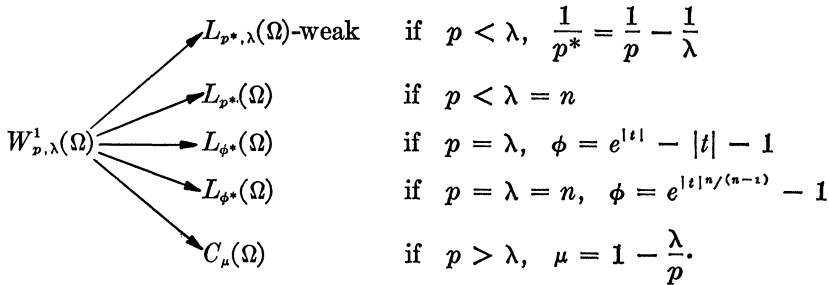 L_{p*,λ}(Ω)-weak if p < λ, 1/p* = 1/p − 1/λ
L_{p*}(Ω) if p < λ = n
W^1_{p,λ}(Ω) L_{φ*}(Ω) if p = λ, φ = e^{|t|} − |t| − 1
L_{φ*}(Ω) if p = λ = n, φ = e^{|t|^{n/(n−1)}} − 1
C_μ(Ω) if p > λ, μ = 1 − λ/p.